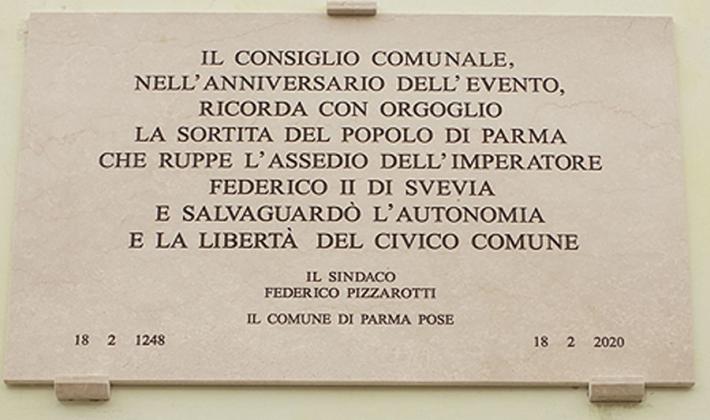 IL CONSIGLIO COMUNALE,
NELL'ANNIVERSARIO DELL'EVENTO,
RICORDA CON ORGOGLIO
LA SORTITA DEL POPOLO DI PARMA
CHE RUPPE L'ASSEDIO DELL'IMPERATORE
FEDERICO II DI SVEVIA
E SALVAGUARDÒ L'AUTONOMIA
E LA LIBERTÀ DEL CIVICO COMUNE
IL SINDACO
FEDERICO PIZZAROTTI
IL COMUNE DI PARMA POSE
18 2 1248 18 2 2020